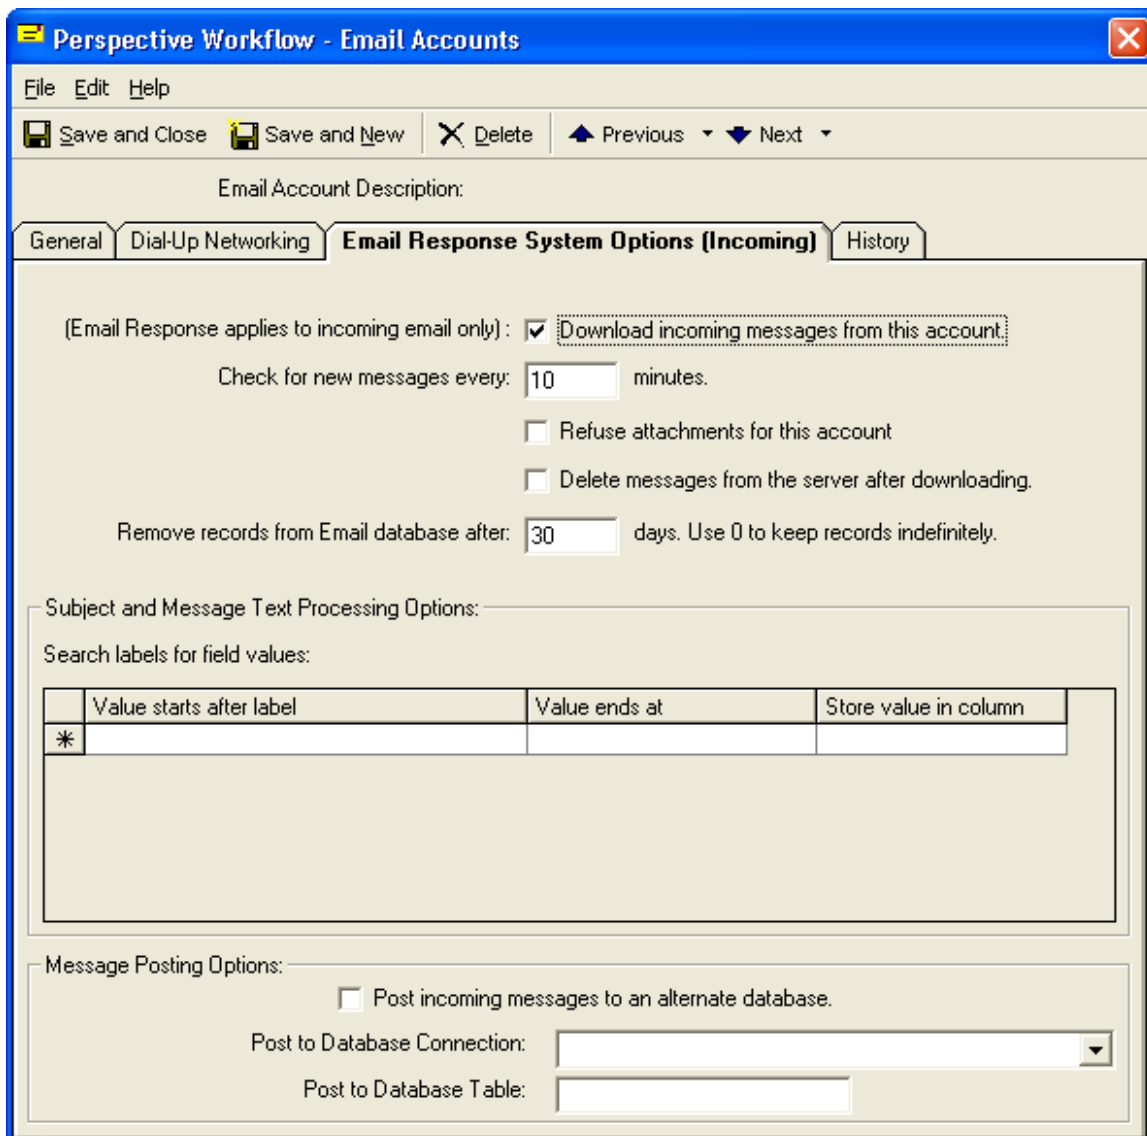 Perspective Workflow - Email Accounts
File Edit Help
Save and Close Save and New Delete Previous Next
Email Account Description:
General Dial-Up Networking Email Response System Options (Incoming) History
(Email Response applies to incoming email only) : Download incoming messages from this account.
Check for new messages every: 10 minutes.
Refuse attachments for this account
Delete messages from the server after downloading.
Remove records from Email database after: 30 days. Use 0 to keep records indefinitely.
Subject and Message Text Processing Options:
Search labels for field values:
Value starts after label Value ends at Store value in column
Message Posting Options:
Post incoming messages to an alternate database.
Post to Database Connection:
Post to Database Table: